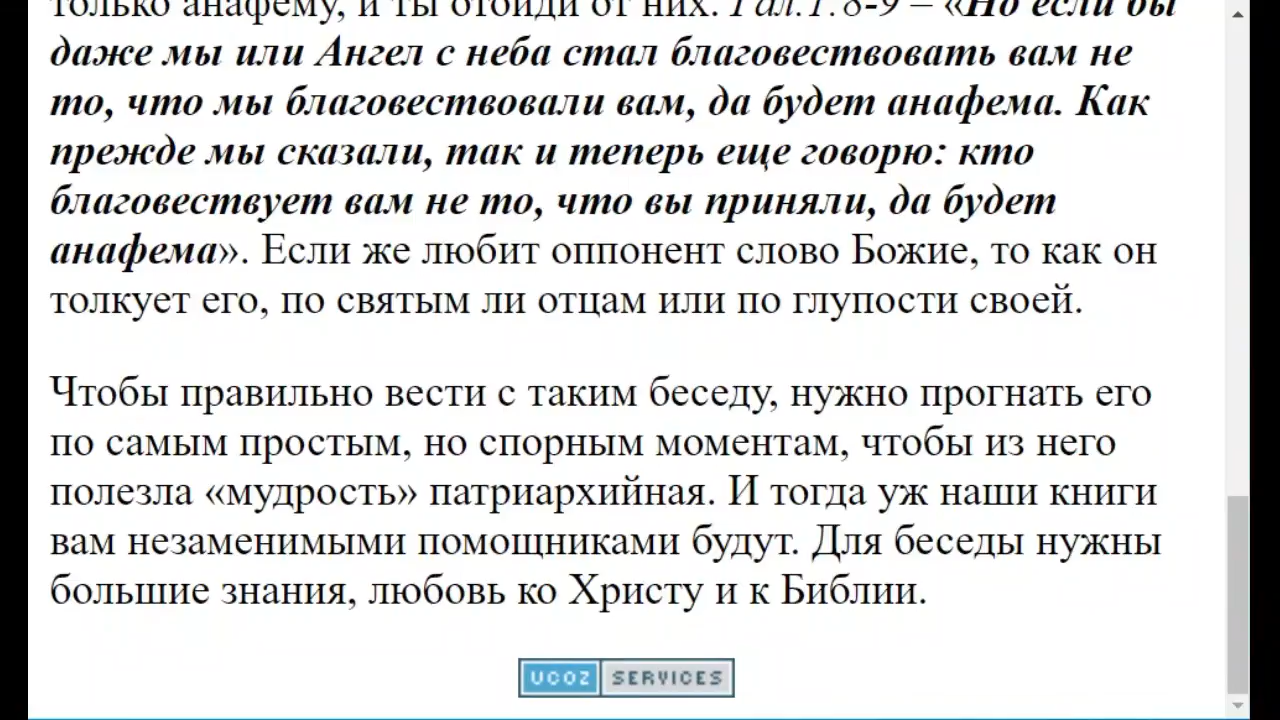 только анафему, и ты отойди от них. Гал.1:8-9 – «Но если бы
даже мы или Ангел с неба стал благовествовать вам не
то, что мы благовествовали вам, да будет анафема. Как
прежде мы сказали, так и теперь еще говорю: кто
благовествует вам не то, что вы приняли, да будет
анафема». Если же любит оппонент слово Божие, то как он
толкует его, по святым ли отцам или по глупости своей.
Чтобы правильно вести с таким беседу, нужно прогнать его
по самым простым, но спорным моментам, чтобы из него
полезла «мудрость» патриархийная. И тогда уж наши книги
вам незаменимыми помощниками будут. Для беседы нужны
большие знания, любовь ко Христу и к Библии.
UCOZ SERVICES